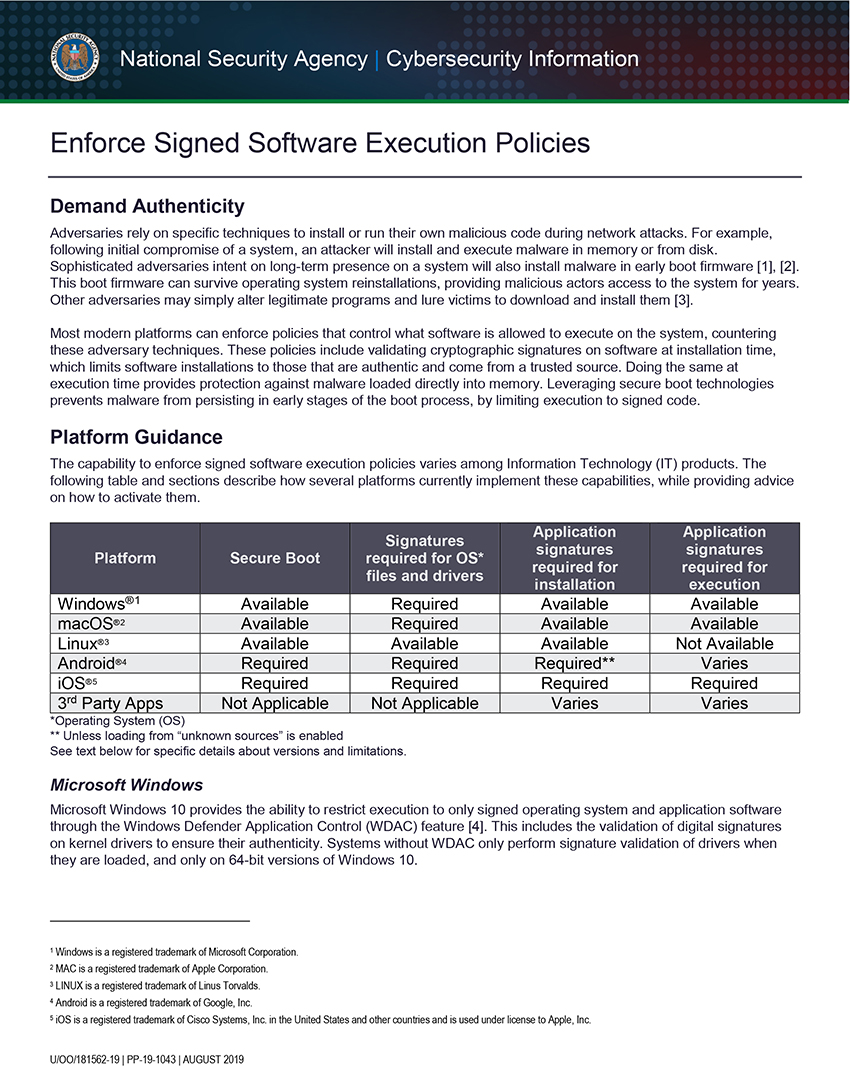 National Security Agency | Cybersecurity Information
Enforce Signed Software Execution Policies
Demand Authenticity
Adversaries rely on specific techniques to install or run their own malicious code during network attacks. For example,
following initial compromise of a system, an attacker will install and execute malware in memory or from disk.
Sophisticated adversaries intent on long-term presence on a system will also install malware in early boot firmware [1], [2].
This boot firmware can survive operating system reinstallations, providing malicious actors access to the system for years.
Other adversaries may simply alter legitimate programs and lure victims to download and install them [3].
Most modern platforms can enforce policies that control what software is allowed to execute on the system, countering
these adversary techniques. These policies include validating cryptographic signatures on software at installation time,
which limits software installations to those that are authentic and come from a trusted source. Doing the same at
execution time provides protection against malware loaded directly into memory. Leveraging secure boot technologies
prevents malware from persisting in early stages of the boot process, by limiting execution to signed code.
Platform Guidance
The capability to enforce signed software execution policies varies among Information Technology (IT) products. The
following table and sections describe how several platforms currently implement these capabilities, while providing advice
on how to activate them.
Platform Secure Boot Signatures required for OS* files and drivers Application signatures required for installation Application signatures required for execution
Windows®1 Available Required Available Available
macOS®2 Available Required Available Available
Linux®3 Available Available Available Not Available
Android®4 Required Required Required** Varies
iOS®5 Required Required Required Required
3rd Party Apps Not Applicable Not Applicable Varies Varies
*Operating System (OS)
** Unless loading from “unknown sources” is enabled
See text below for specific details about versions and limitations.
Microsoft Windows
Microsoft Windows 10 provides the ability to restrict execution to only signed operating system and application software
through the Windows Defender Application Control (WDAC) feature [4]. This includes the validation of digital signatures
on kernel drivers to ensure their authenticity. Systems without WDAC only perform signature validation of drivers when
they are loaded, and only on 64-bit versions of Windows 10.
1 Windows is a registered trademark of Microsoft Corporation.
2 MAC is a registered trademark of Apple Corporation.
3 LINUX is a registered trademark of Linus Torvalds.
4 Android is a registered trademark of Google, Inc.
5 iOS is a registered trademark of Cisco Systems, Inc. in the United States and other countries and is used under license to Apple, Inc.
U/OO/181562-19 | PP-19-1043 | AUGUST 2019